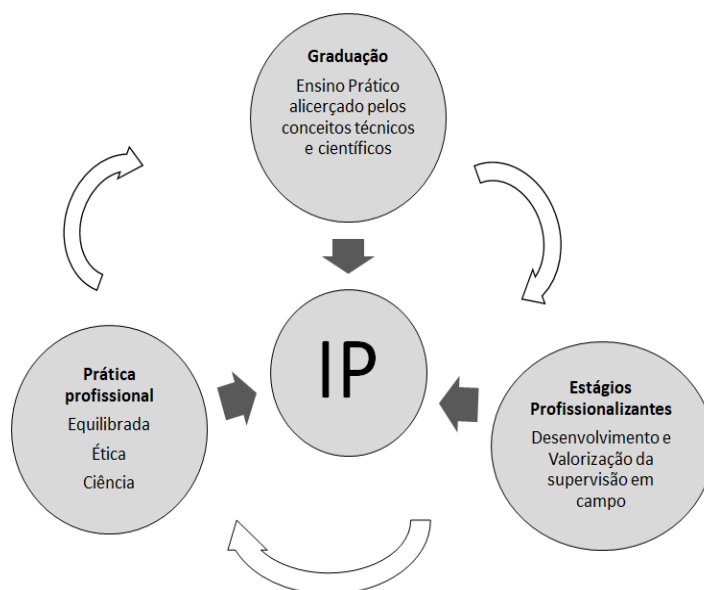 Graduação
Ensino Prático
alicerçado pelos
conceitos técnicos
e científicos
IP
Prática
profissional
Equilibrada
Ética
Ciência
Estágios
Profissionalizantes
Desenvolvimento e
Valorização da
supervisão em
campo